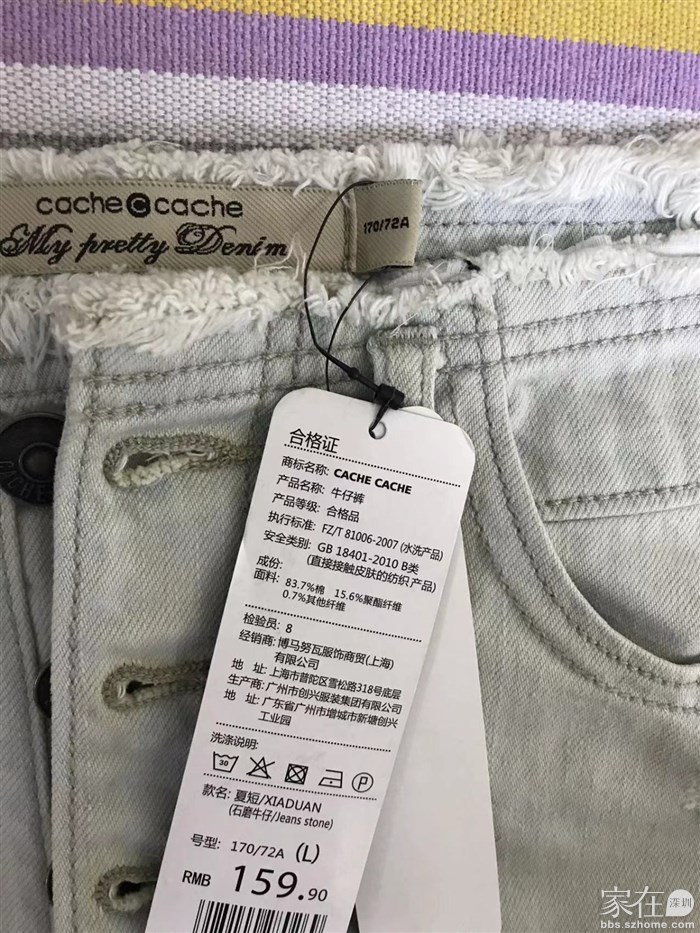 cache c cache
My pretty Denim
170/72A
合格证
商标名称: CACHE CACHE
产品名称: 牛仔裤
产品等级: 合格品
执行标准: FZ/T 81006-2007 (水洗产品)
安全类别: GB 18401-2010 B类
(直接接触皮肤的纺织产品)
成份:
面料: 83.7%棉 15.6%聚酯纤维
0.7%其他纤维
检验员: 8
经销商: 博马努瓦服饰商贸(上海)
有限公司
地 址: 上海市普陀区雪松路318号底层
生产商: 广州市创兴服装集团有限公司
地 址: 广东省广州市增城市新塘创兴
工业园
洗涤说明:
30
P
款名: 夏短/XIADUAN
(石磨牛仔/Jeans stone)
号型: 170/72A (L)
RMB 159.90
CACHE
家在深圳
bbs.szhome.com